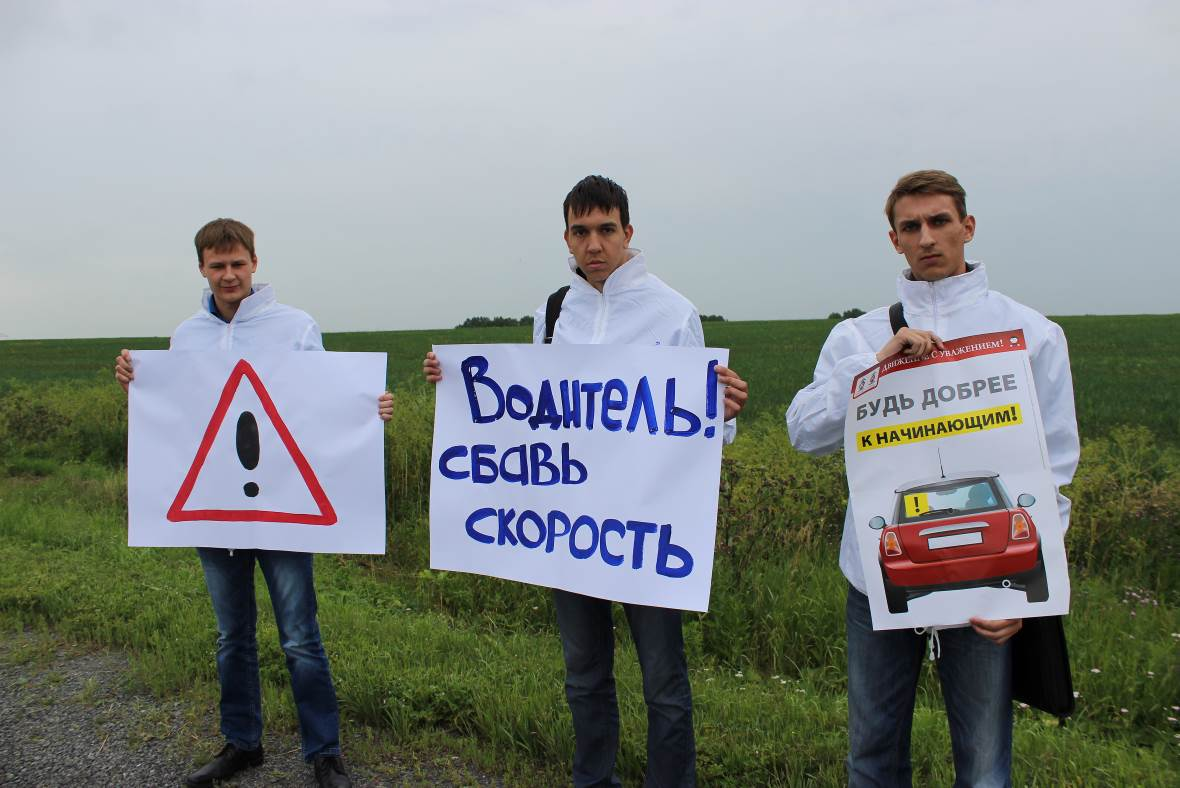 Водитель!
сбавь
скорость
Движение с уважением!
БУДЬ ДОБРЕЕ
К НАЧИНАЮЩИМ!
!